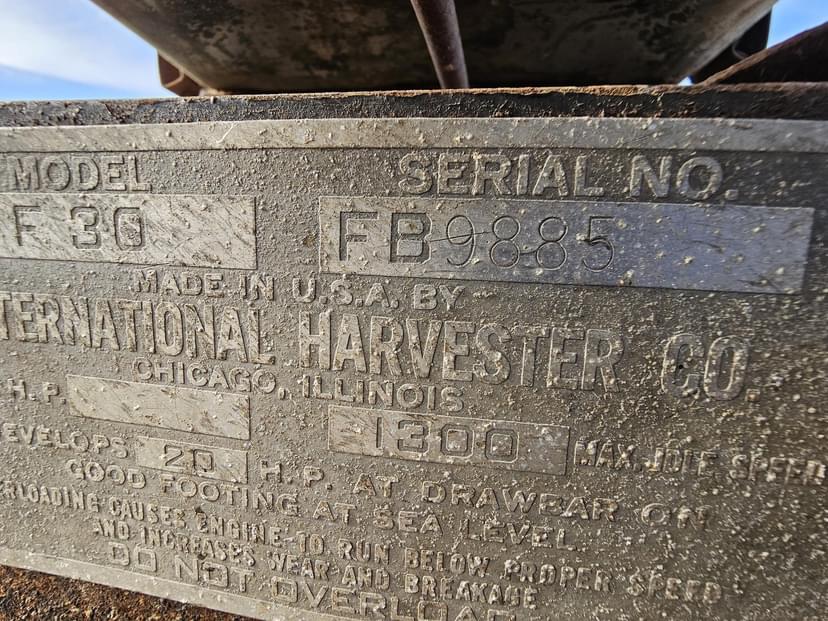 MODEL SERIAL NO.
F 30 FB9885
MADE IN U.S.A. BY
TERNATIONAL HARVESTER CO.
CHICAGO, ILLINOIS
H.P. 1300 MAX. IDLE SPEED
EVELOPS 20 H.P. AT DRAWBAR ON
GOOD FOOTING AT SEA LEVEL.
ERLOADING CAUSES ENGINE TO RUN BELOW PROPER SPEED
AND INCREASES WEAR AND BREAKAGE
DO NOT OVERLOAD